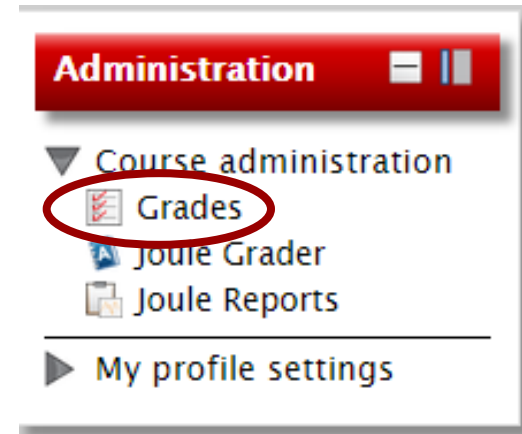 Administration
Course administration
Grades
Joule Grader
Joule Reports
My profile settings